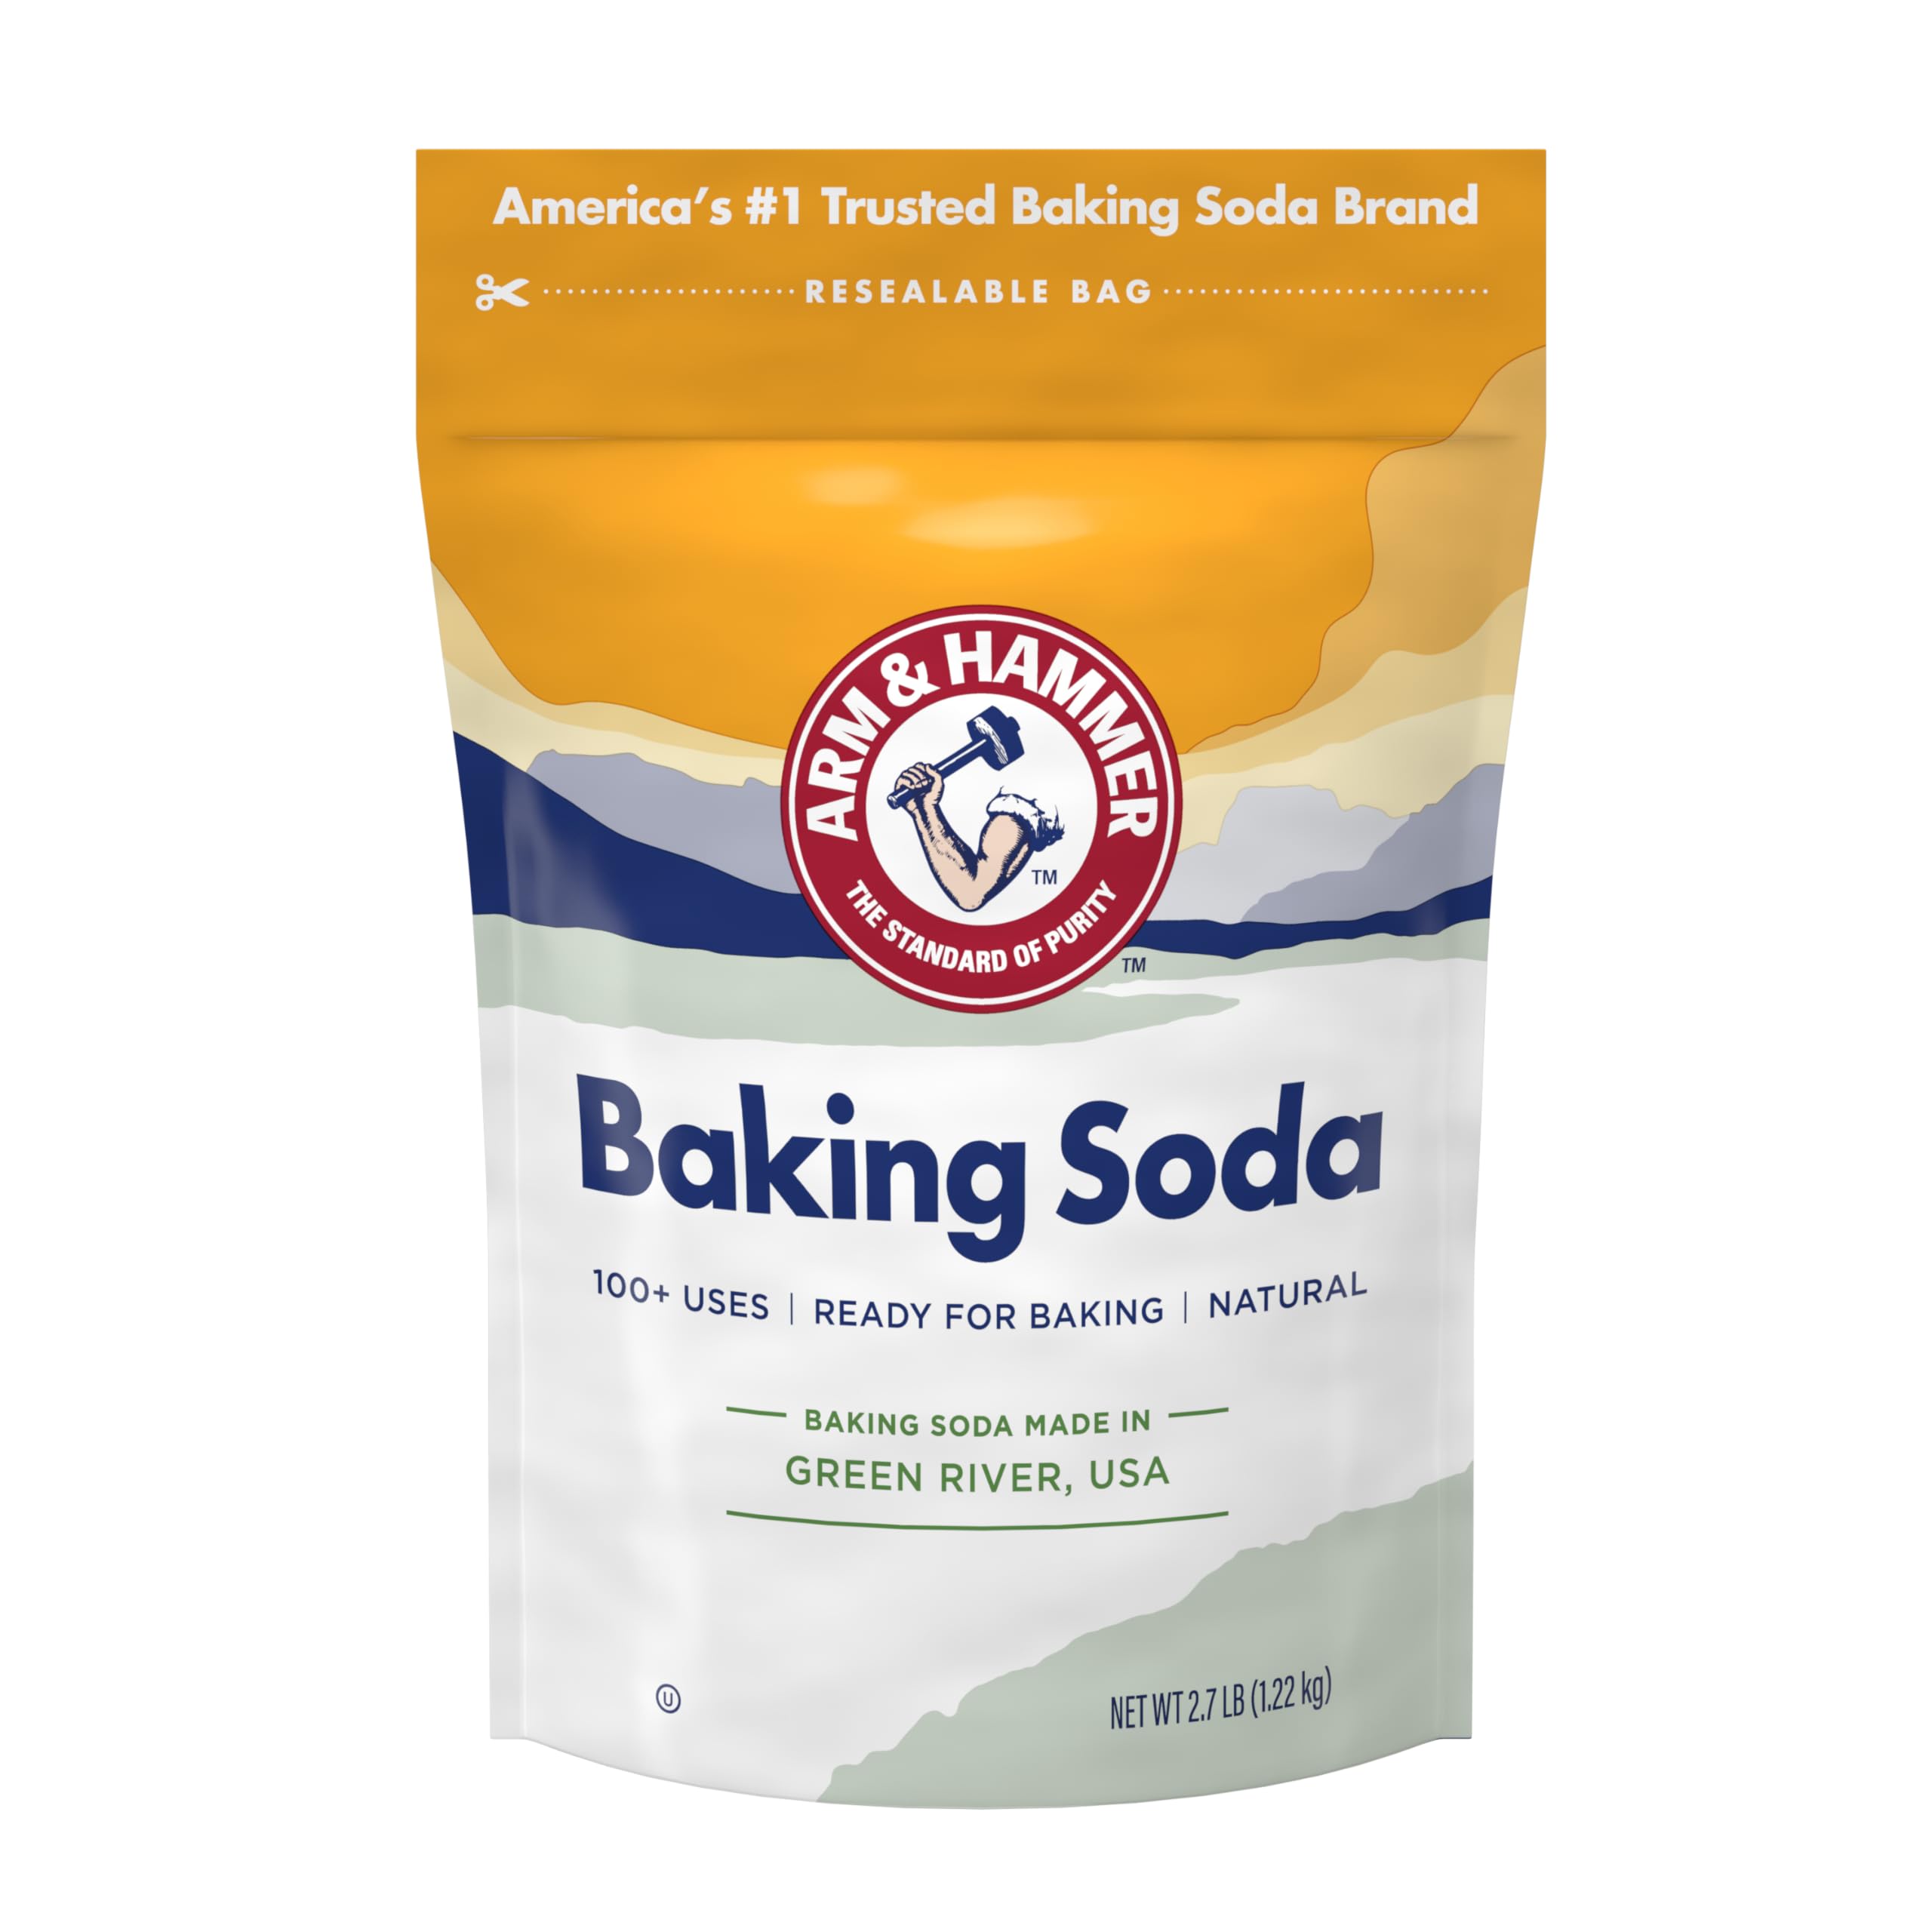 America's #1 Trusted Baking Soda Brand
RESEALABLE BAG
ARM & HAMMER
TM
THE STANDARD OF PURITY
TM
Baking Soda
100+ USES | READY FOR BAKING | NATURAL
BAKING SODA MADE IN
GREEN RIVER, USA
U
NET WT 2.7 LB (1.22 kg)